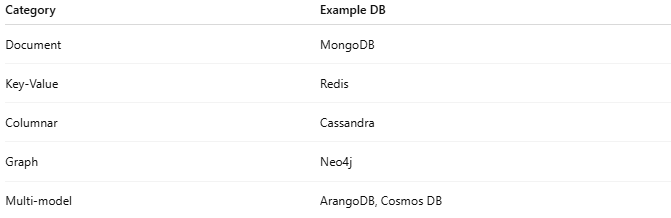 Category Example DB
Document MongoDB
Key-Value Redis
Columnar Cassandra
Graph Neo4j
Multi-model ArangoDB, Cosmos DB